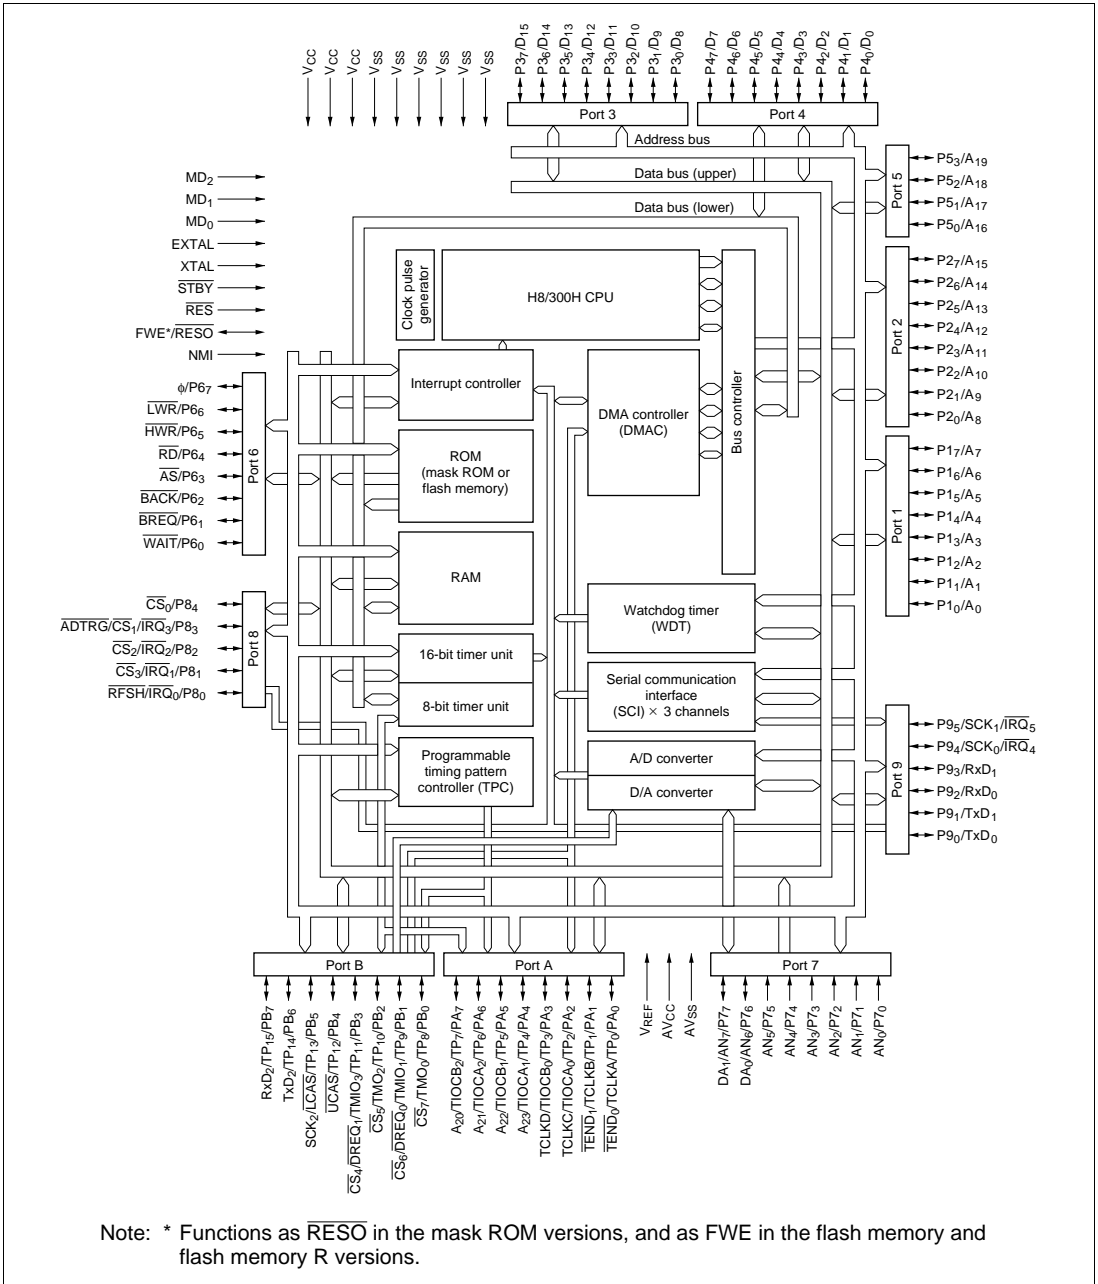 VCC
VCC
VCC
VSS
VSS
VSS
VSS
VSS
VSS
P37/D15
P36/D14
P35/D13
P34/D12
P33/D11
P32/D10
P31/D9
P30/D8
P47/D7
P46/D6
P45/D5
P44/D4
P43/D3
P42/D2
P41/D1
P40/D0
Port 3
Port 4
Address bus
Data bus (upper)
Data bus (lower)
MD2
MD1
MD0
EXTAL
XTAL
STBY
RES
FWE*/RESO
NMI
Port 5
P53/A19
P52/A18
P51/A17
P50/A16
Clock pulse
generator
H8/300H CPU
Bus controller
Port 2
P27/A15
P26/A14
P25/A13
P24/A12
P23/A11
P22/A10
P21/A9
P20/A8
Interrupt controller
DMA controller
(DMAC)
ϕ/P67
LWR/P66
HWR/P65
RD/P64
AS/P63
BACK/P62
BREQ/P61
WAIT/P60
Port 6
ROM
(mask ROM or
flash memory)
Port 1
P17/A7
P16/A6
P15/A5
P14/A4
P13/A3
P12/A2
P11/A1
P10/A0
RAM
CS0/P84
ADTRG/CS1/IRQ3/P83
CS2/IRQ2/P82
CS3/IRQ1/P81
RFSH/IRQ0/P80
Port 8
Watchdog timer
(WDT)
16-bit timer unit
8-bit timer unit
Serial communication
interface
(SCI) × 3 channels
Programmable
timing pattern
controller (TPC)
A/D converter
D/A converter
Port 9
P95/SCK1/IRQ5
P94/SCK0/IRQ4
P93/RxD1
P92/RxD0
P91/TxD1
P90/TxD0
Port B
Port A
Port 7
RxD2/TP15/PB7
TxD2/TP14/PB6
SCK2/LCAS/TP13/PB5
UCAS/TP12/PB4
CS4/DREQ1/TMIO3/TP11/PB3
CS5/TMO2/TP10/PB2
CS6/DREQ0/TMIO1/TP9/PB1
CS7/TMO0/TP8/PB0
A20/TIOCB2/TP7/PA7
A21/TIOCA2/TP6/PA6
A22/TIOCB1/TP5/PA5
A23/TIOCA1/TP4/PA4
TCLKD/TIOCB0/TP3/PA3
TCLKC/TIOCA0/TP2/PA2
TEND1/TCLKB/TP1/PA1
TEND0/TCLKA/TP0/PA0
VREF
AVCC
AVSS
DA1/AN7/P77
DA0/AN6/P76
AN5/P75
AN4/P74
AN3/P73
AN2/P72
AN1/P71
AN0/P70
Note: * Functions as RESO in the mask ROM versions, and as FWE in the flash memory and
flash memory R versions.